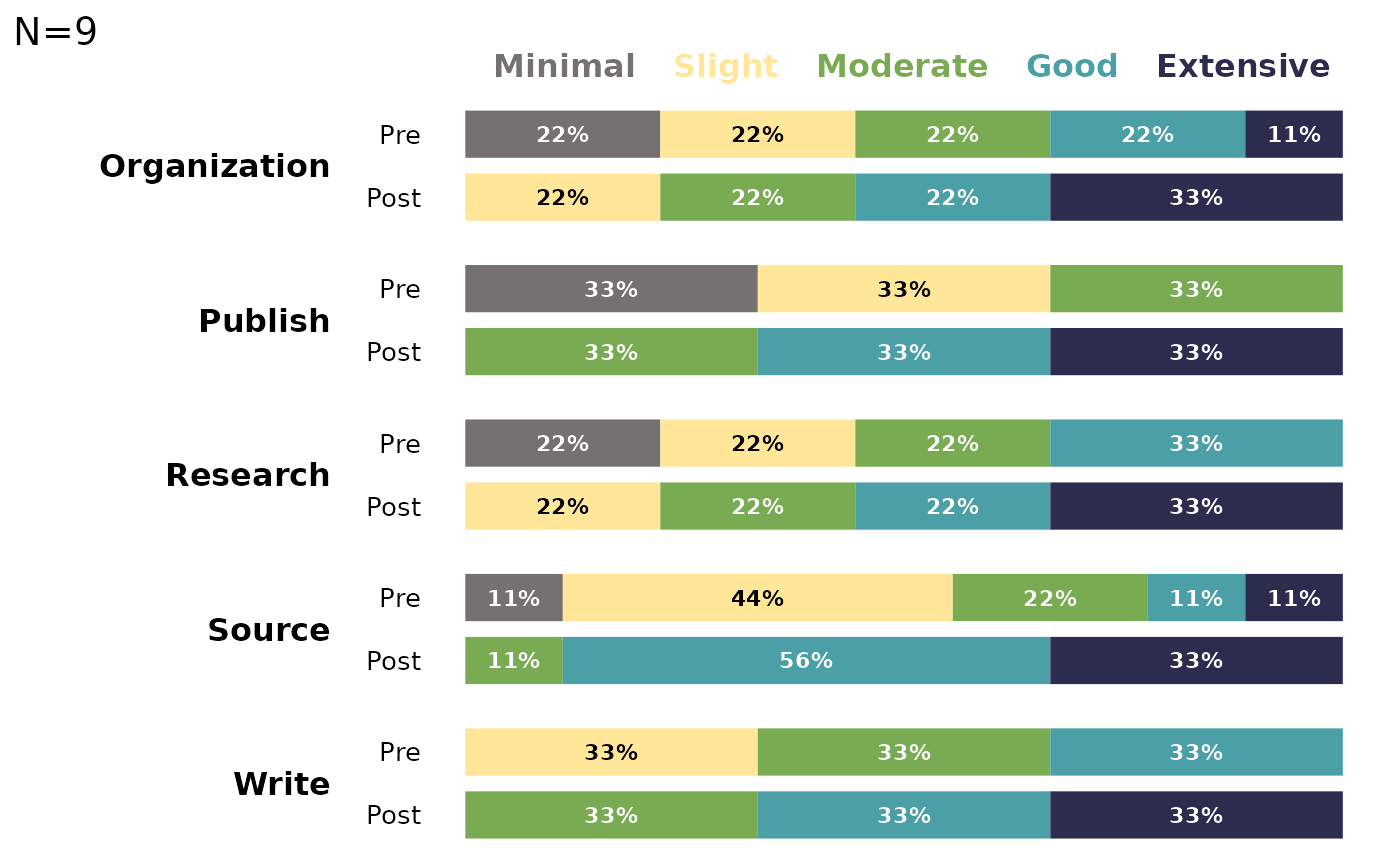 N=9
Minimal Slight Moderate Good Extensive
Organization
Pre 22% 22% 22% 22% 11%
Post 22% 22% 22% 33%
Publish
Pre 33% 33% 33%
Post 33% 33% 33%
Research
Pre 22% 22% 22% 33%
Post 22% 22% 22% 33%
Source
Pre 11% 44% 22% 11% 11%
Post 11% 56% 33%
Write
Pre 33% 33% 33%
Post 33% 33% 33%